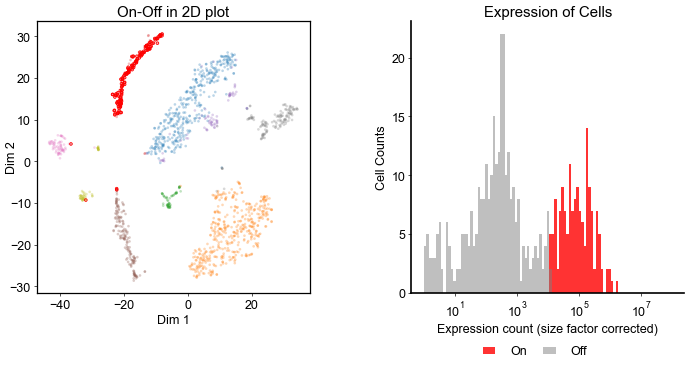 On-Off in 2D plot
Dim 2
30
20
10
0
−10
−20
−30
−40
−20
0
20
Dim 1
Expression of Cells
Cell Counts
20
15
10
5
0
10^1
10^3
10^5
10^7
Expression count (size factor corrected)
On
Off